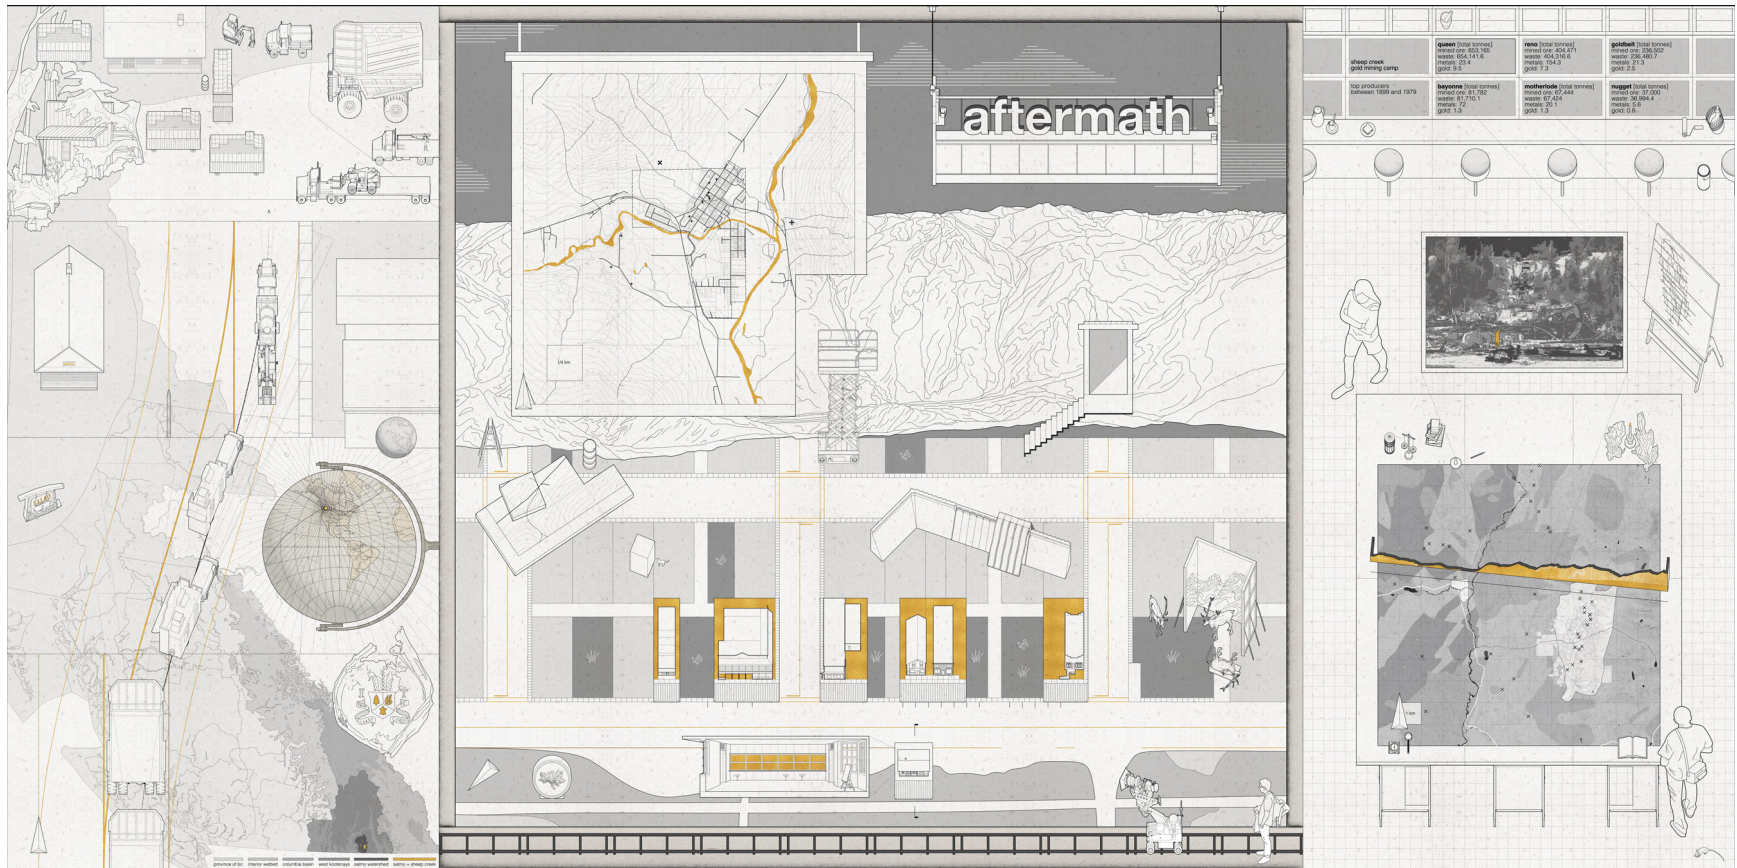 aftermath
sheep creek
gold mining camp
queen [total tonnes]
mined ore: 653,165
waste: 654,141.6
metals: 23.4
gold: 9.5
reno [total tonnes]
mined ore: 404,471
waste: 404,316.6
metals: 154.3
gold: 7.3
goldbelt [total tonnes]
mined ore: 236,502
waste: 236,480.7
metals: 21.3
gold: 2.5
top producers
between 1899 and 1979
bayonne [total tonnes]
mined ore: 81,782
waste: 81,710.1
metals: 72
gold: 1.3
motherlode [total tonnes]
mined ore: 67,444
waste: 67,424
metals: 20.1
gold: 1.3
nugget [total tonnes]
mined ore: 37,000
waste: 36,994.4
metals: 5.6
gold: 0.8
1/4 km
1 km
province of bc
interior wetbelt
columbia basin
west kootenays
salmo watershed
salmo + sheep creek